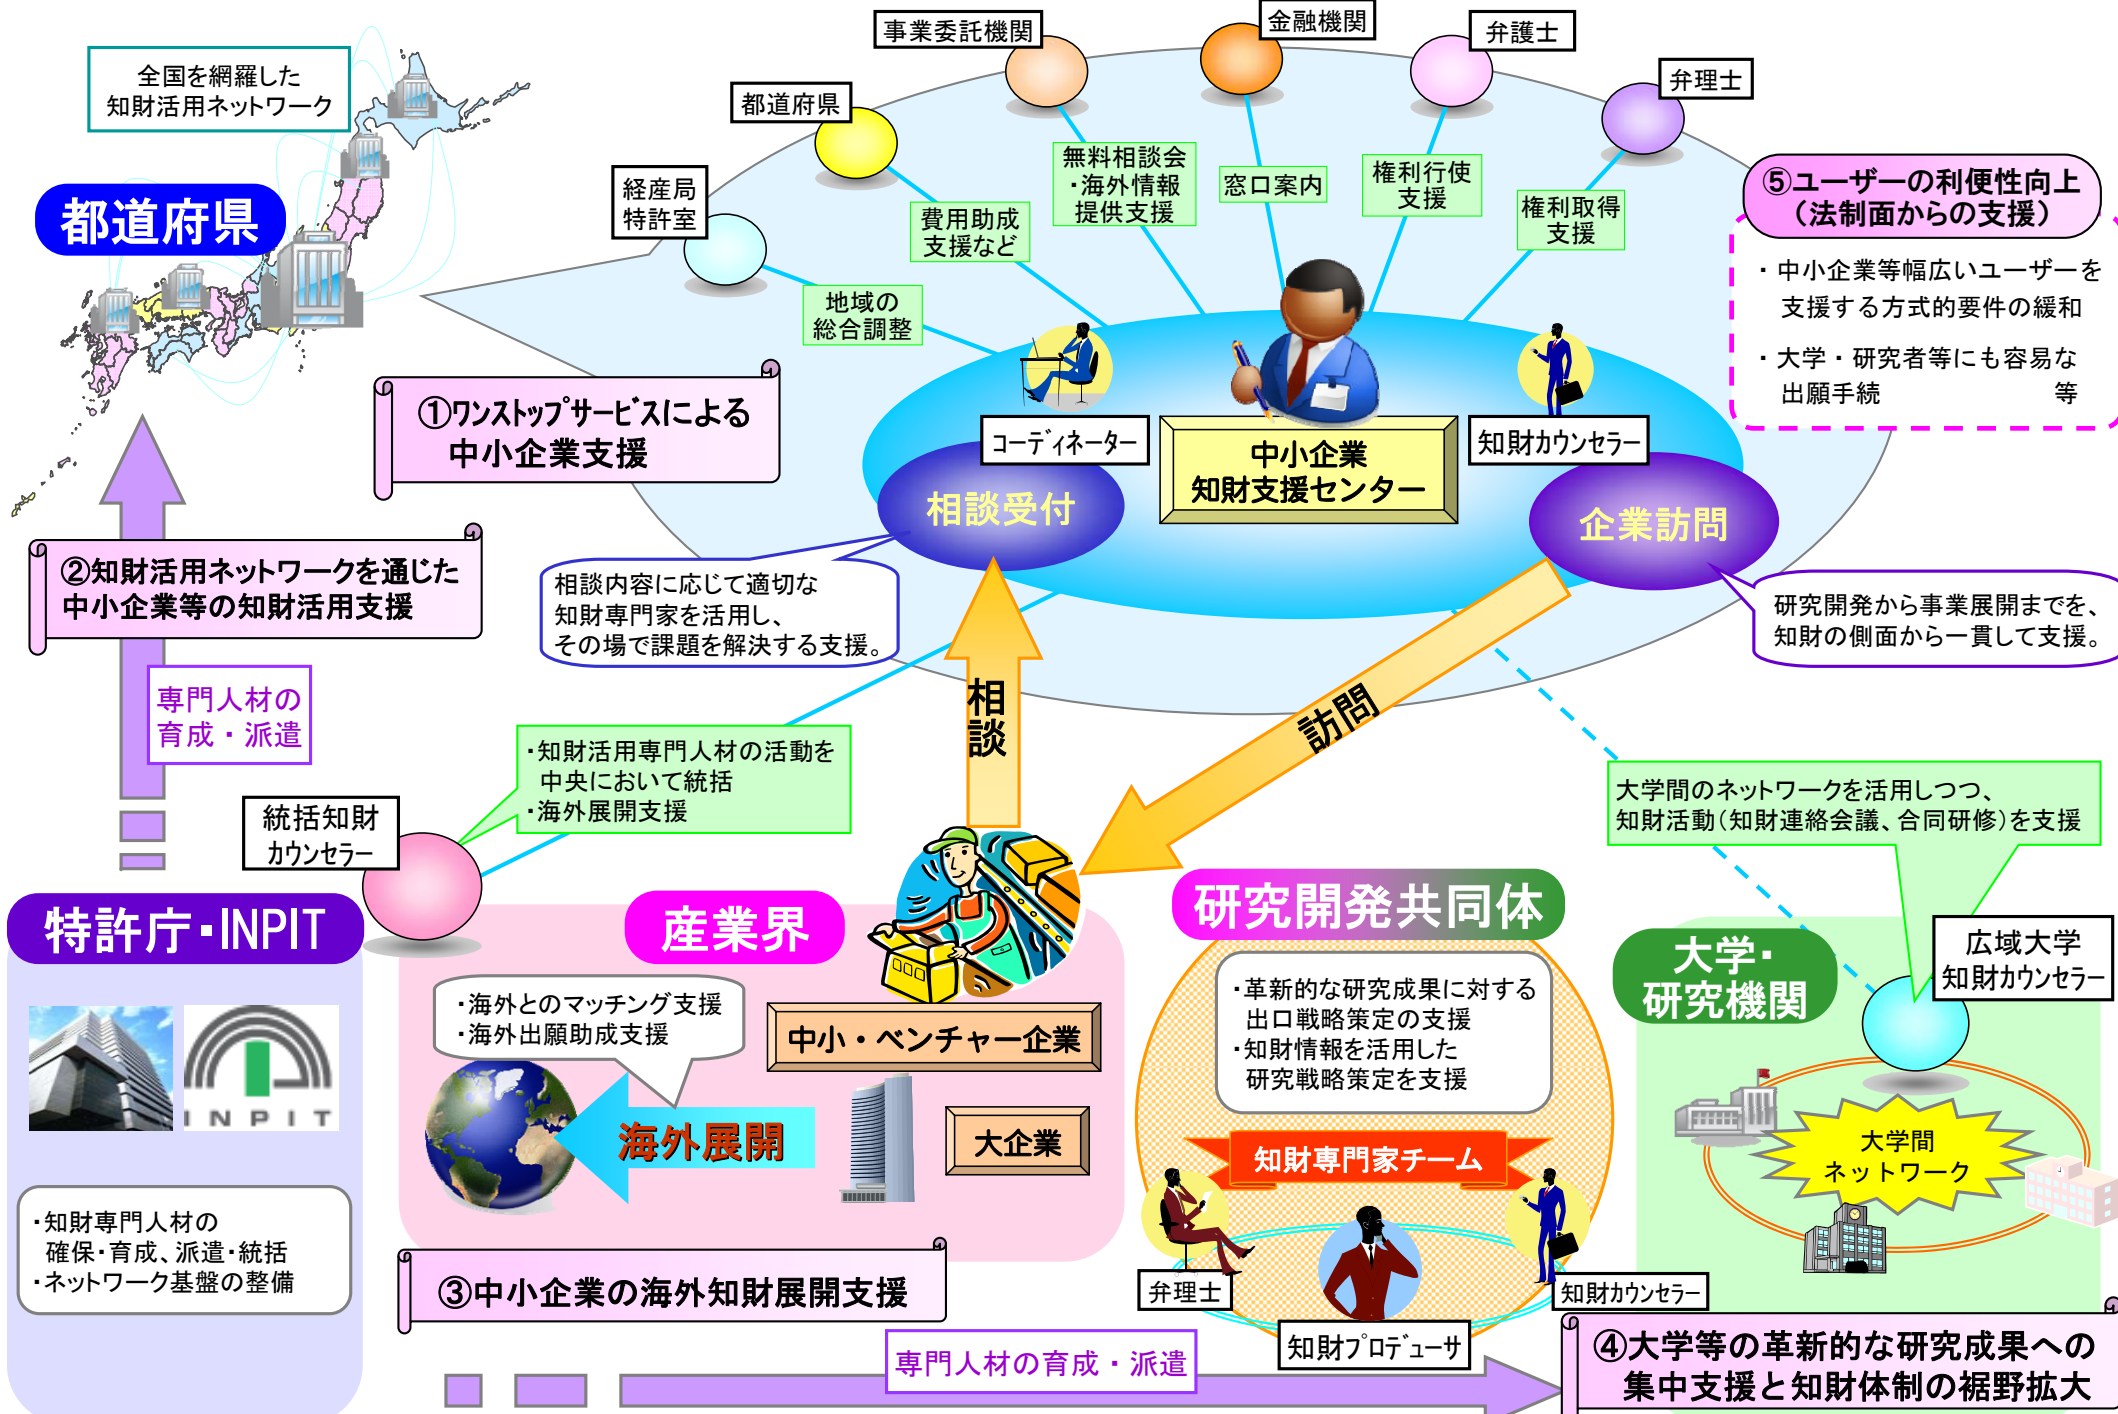 全国を網羅した
知財活用ネットワーク
都道府県
事業委託機関
金融機関
弁護士
弁理士
都道府県
経産局
特許室
無料相談会
・海外情報
提供支援
窓口案内
権利行使
支援
権利取得
支援
費用助成
支援など
地域の
総合調整
⑤ユーザーの利便性向上
（法制面からの支援）
・中小企業等幅広いユーザーを
支援する方式的要件の緩和
・大学・研究者等にも容易な
出願手続　等
①ワンストップサービスによる
中小企業支援
コーディネーター
中小企業
知財支援センター
知財カウンセラー
相談受付
企業訪問
②知財活用ネットワークを通じた
中小企業等の知財活用支援
相談内容に応じて適切な
知財専門家を活用し、
その場で課題を解決する支援。
研究開発から事業展開までを、
知財の側面から一貫して支援。
専門人材の
育成・派遣
相談
訪問
・知財活用専門人材の活動を
中央において統括
・海外展開支援
統括知財
カウンセラー
大学間のネットワークを活用しつつ、
知財活動（知財連絡会議、合同研修）を支援
特許庁・INPIT
産業界
研究開発共同体
大学・
研究機関
広域大学
知財カウンセラー
・海外とのマッチング支援
・海外出願助成支援
中小・ベンチャー企業
・革新的な研究成果に対する
出口戦略策定の支援
・知財情報を活用した
研究戦略策定を支援
INPIT
海外展開
大企業
知財専門家チーム
大学間
ネットワーク
・知財専門人材の
確保・育成、派遣・統括
・ネットワーク基盤の整備
③中小企業の海外知財展開支援
弁理士
知財プロデューサ
知財カウンセラー
専門人材の育成・派遣
④大学等の革新的な研究成果への
集中支援と知財体制の裾野拡大